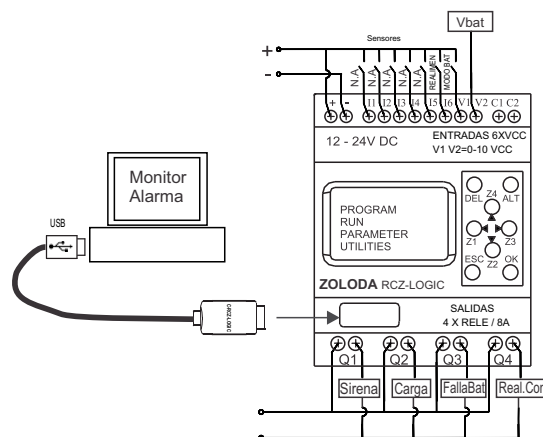 Vbat
Sensores
+
-
N.A
N.A
N.A
N.A
N.A
REALIMEN
MODO BAT
+ - I1 I2 I3 I4 I5 I6 V1 V2 C1 C2
12 - 24V DC
ENTRADAS 6XVCC
V1 V2=0-10 VCC
Monitor
Alarma
USB
PROGRAM
RUN
PARAMETER
UTILITIES
DEL Z4 ALT
Z1 Z3
ESC Z2 OK
ZOLODA RCZ-LOGIC
SALIDAS
4 X RELE / 8A
Q1 Q2 Q3 Q4
Sirena Carga FallaBat Real.Con